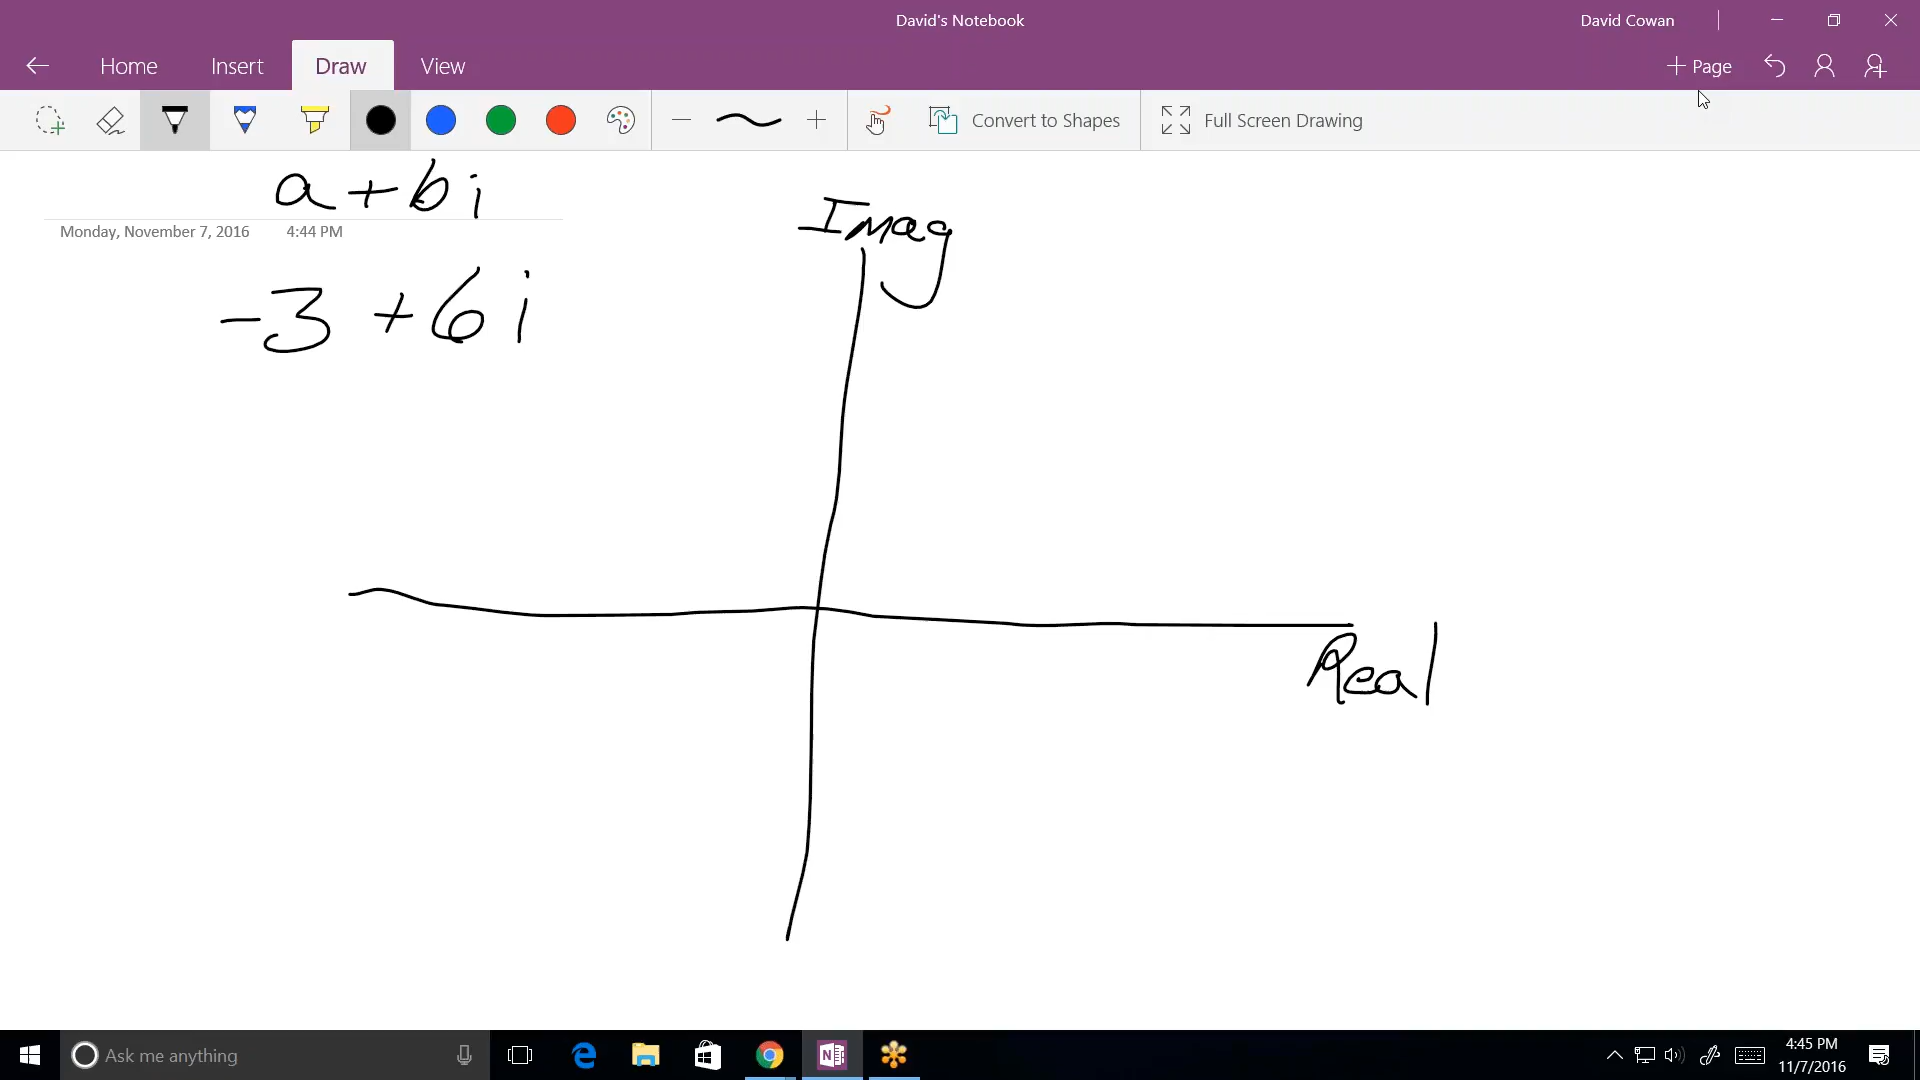 David's Notebook
David Cowan
Home Insert Draw View
Page
Convert to Shapes
Full Screen Drawing
a+bi
Monday, November 7, 2016 4:44 PM
-3 +6i
Imag
Real
Ask me anything
4:45 PM
11/7/2016